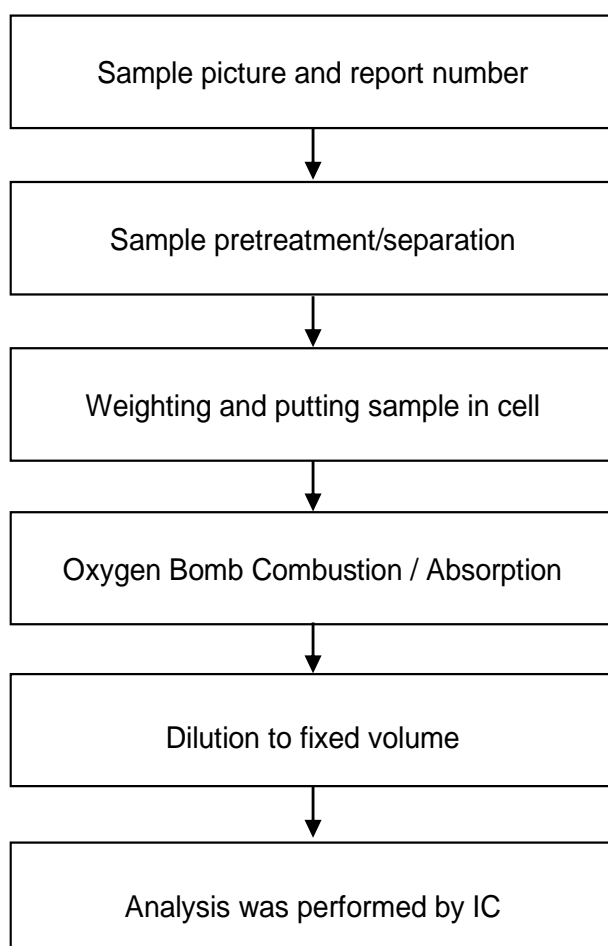 Sample picture and report number
Sample pretreatment/separation
Weighting and putting sample in cell
Oxygen Bomb Combustion / Absorption
Dilution to fixed volume
Analysis was performed by IC